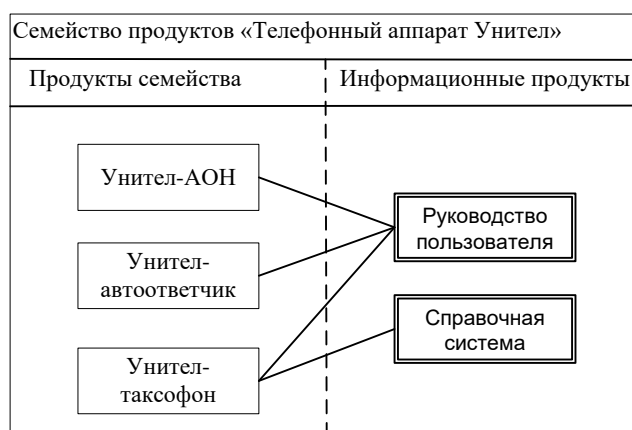 Семейство продуктов «Телефонный аппарат Унител»
Продукты семейства
Информационные продукты
Унител-АОН
Руководство
пользователя
Унител-
автоответчик
Справочная
система
Унител-
таксофон